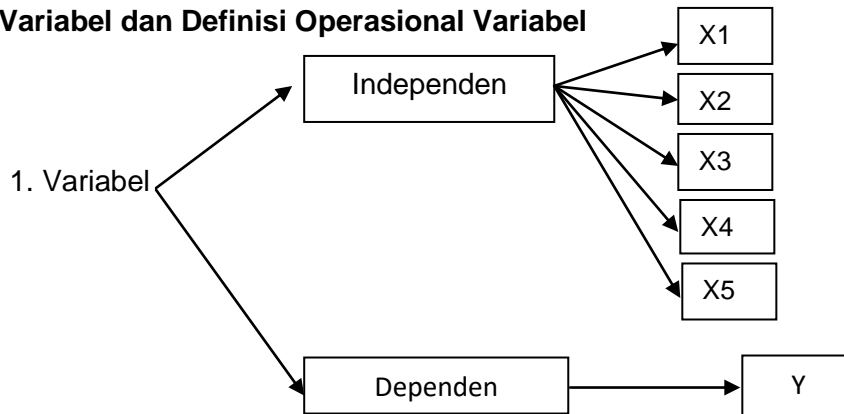 Variabel dan Definisi Operasional Variabel
X1
Independen
X2
X3
1. Variabel
X4
X5
Dependen
Y